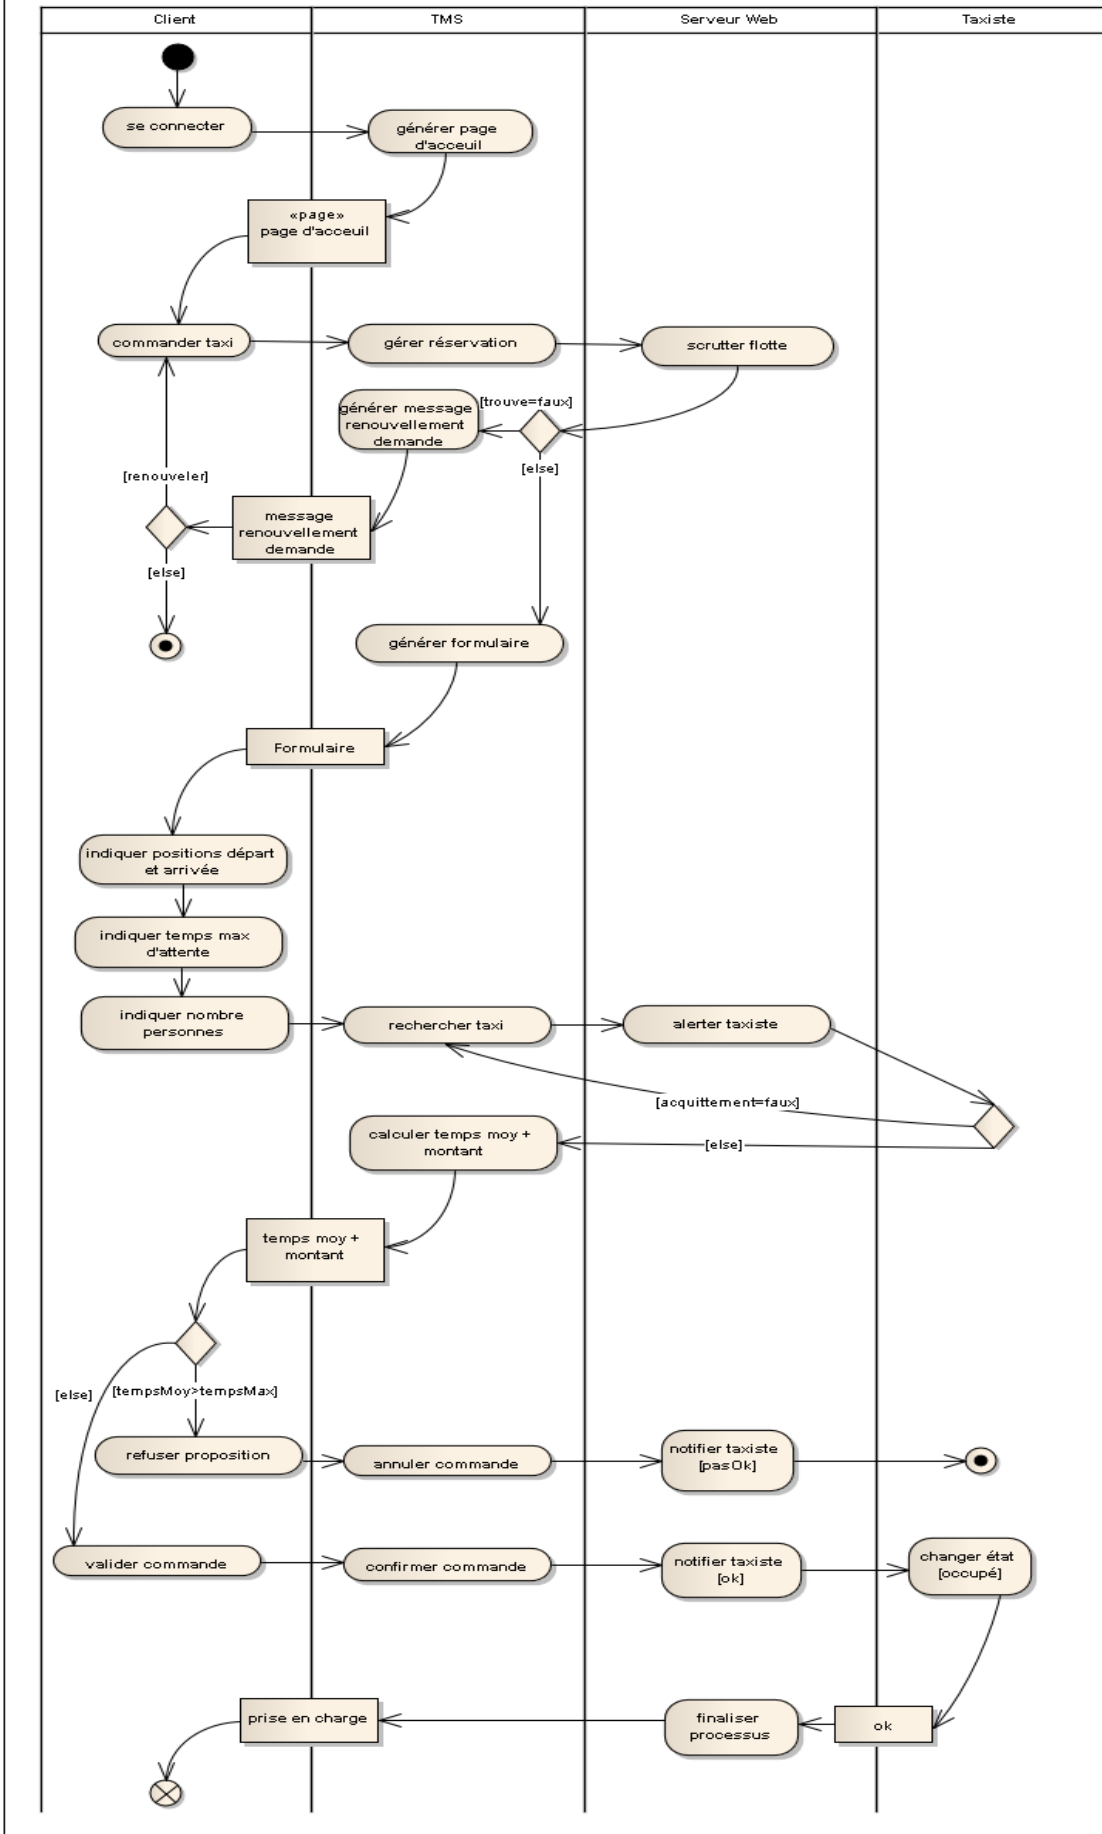 Client
TMS
Serveur Web
Taxiste
se connecter
générer page
d'acceuil
«page»
page d'acceuil
commander taxi
gérer réservation
scrutter flotte
[trouve=faux]
générer message
renouvellement
demande
[else]
[renouveler]
message
renouvellement
demande
[else]
générer formulaire
Formulaire
indiquer positions départ
et arrivée
indiquer temps max
d'attente
indiquer nombre
personnes
rechercher taxi
alerter taxiste
[acquittement=faux]
calculer temps moy +
montant
[else]
temps moy +
montant
[else]
[tempsMoy>tempsMax]
refuser proposition
annuler commande
notifier taxiste
[pasOk]
valider commande
confirmer commande
notifier taxiste
[ok]
changer état
[occupé]
prise en charge
finaliser
processus
ok